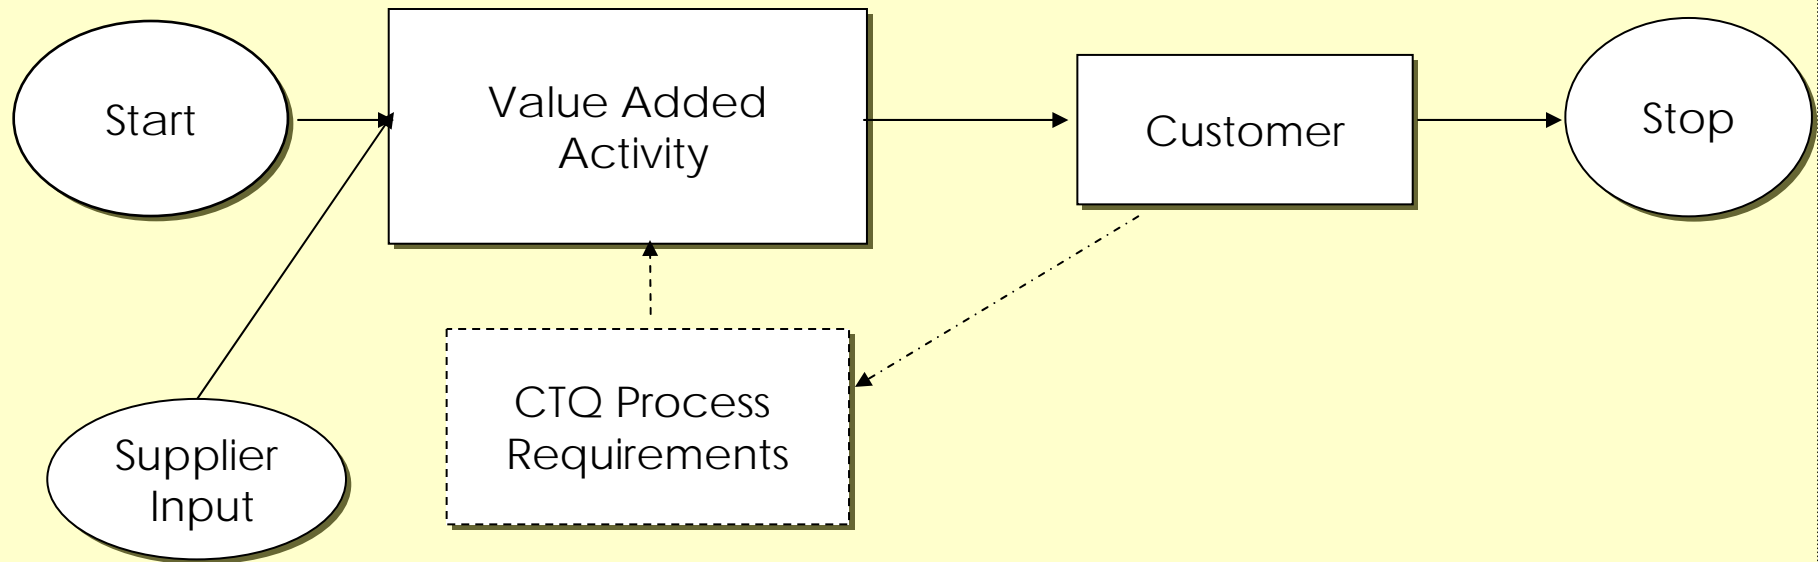 Start
Value Added
Activity
Customer
Stop
CTQ Process
Requirements
Supplier
Input